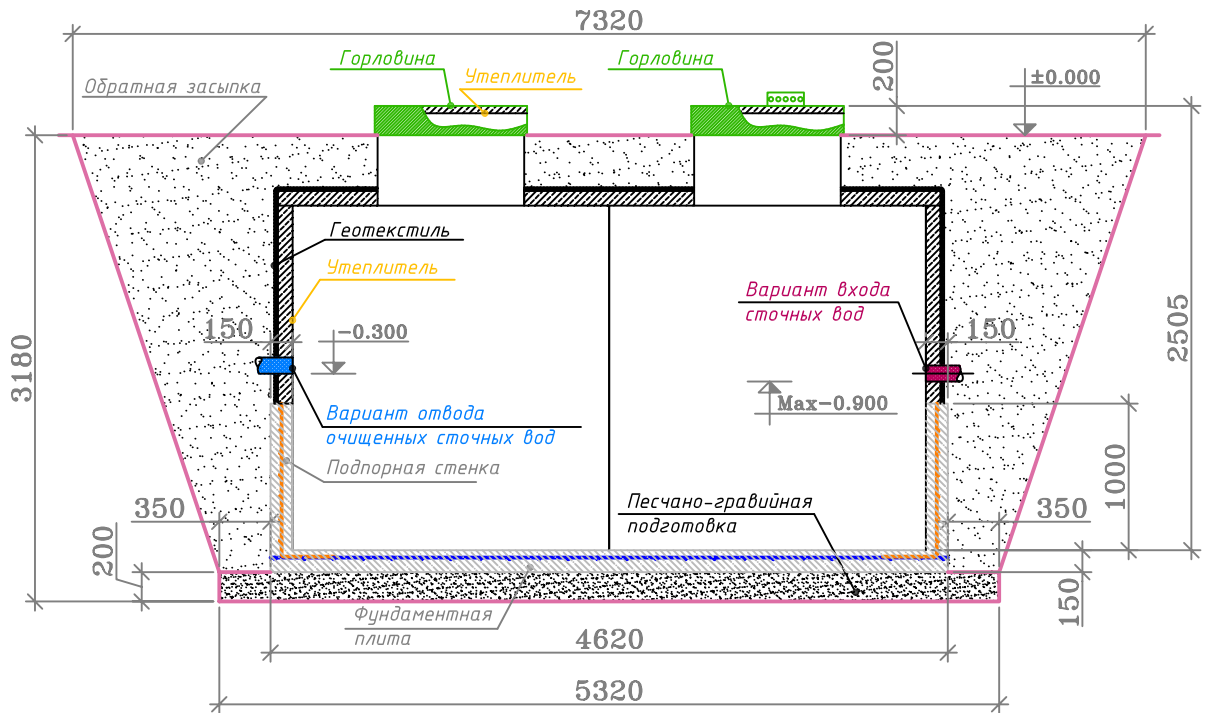 7320
Горловина
Горловина
200
±0.000
Утеплитель
Обратная засыпка
Геотекстиль
Утеплитель
Вариант входа
сточных вод
150
-0.300
150
2505
3180
Max-0.900
Вариант отвода
очищенных сточных вод
Подпорная стенка
1000
350
Песчано-гравийная
подготовка
350
200
150
Фундаментная
плита
4620
5320